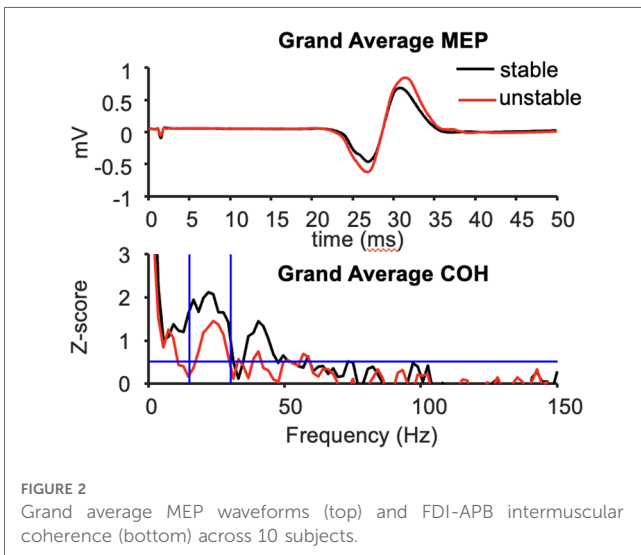 Grand Average MEP
stable
unstable
1
0.5
0
-0.5
-1
mV
0 5 10 15 20 25 30 35 40 45 50
time (ms)
Grand Average COH
3
2
1
0
Z-score
0 50 100 150
Frequency (Hz)
FIGURE 2
Grand average MEP waveforms (top) and FDI-APB intermuscular
coherence (bottom) across 10 subjects.